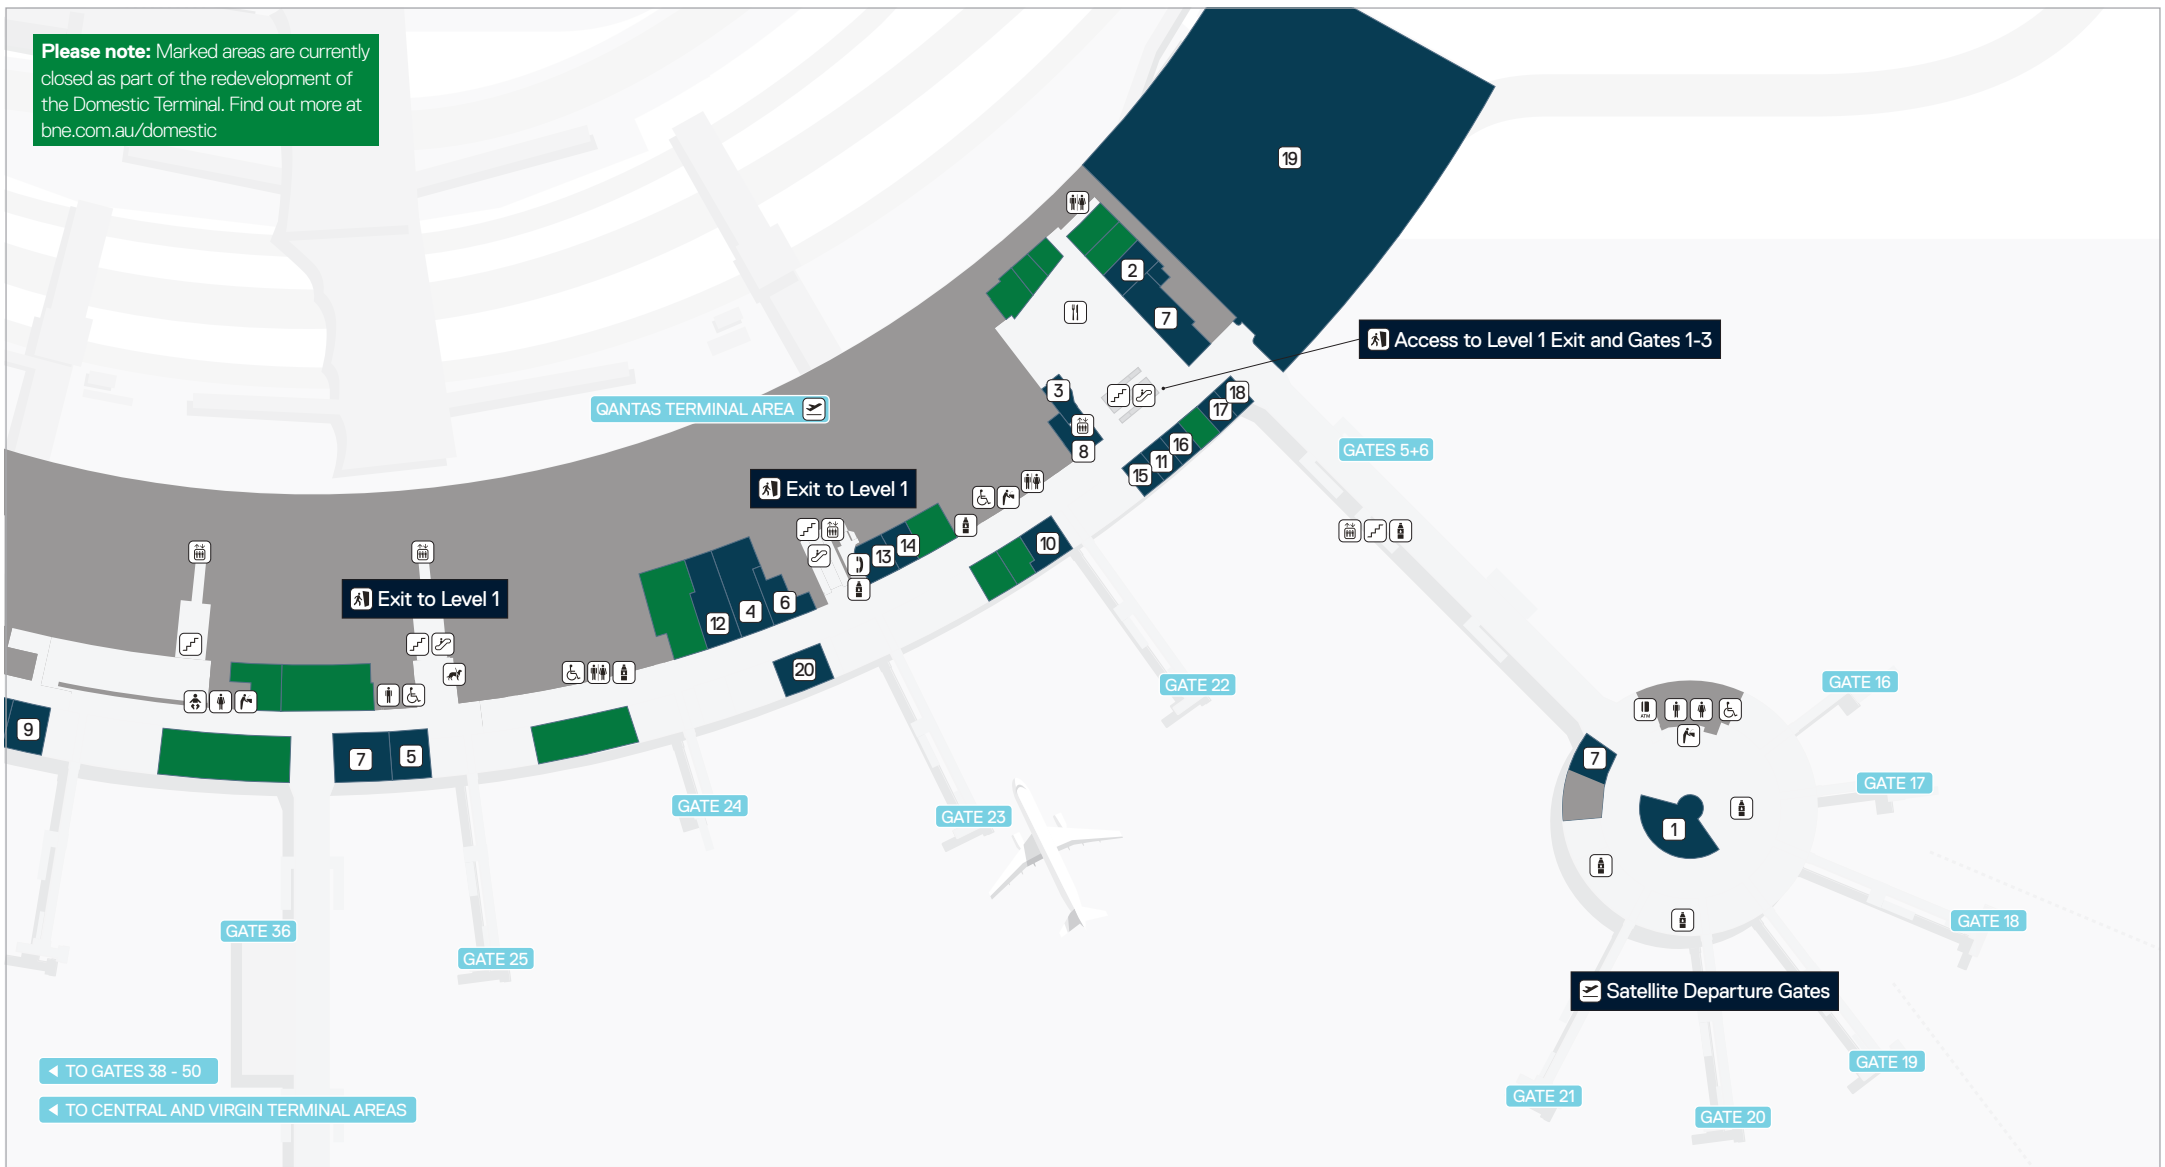 Please note: Marked areas are currently
closed as part of the redevelopment of
the Domestic Terminal. Find out more at
bne.com.au/domestic
19
2
7
Access to Level 1 Exit and Gates 1-3
3
18
17
QANTAS TERMINAL AREA
16
8
11
15
GATES 5+6
Exit to Level 1
14
13
10
Exit to Level 1
6
4
12
20
GATE 22
GATE 16
9
7
5
7
GATE 17
ATM
1
GATE 24
GATE 23
GATE 36
GATE 25
GATE 18
Satellite Departure Gates
GATE 19
GATE 21
GATE 20
TO GATES 38 - 50
TO CENTRAL AND VIRGIN TERMINAL AREAS